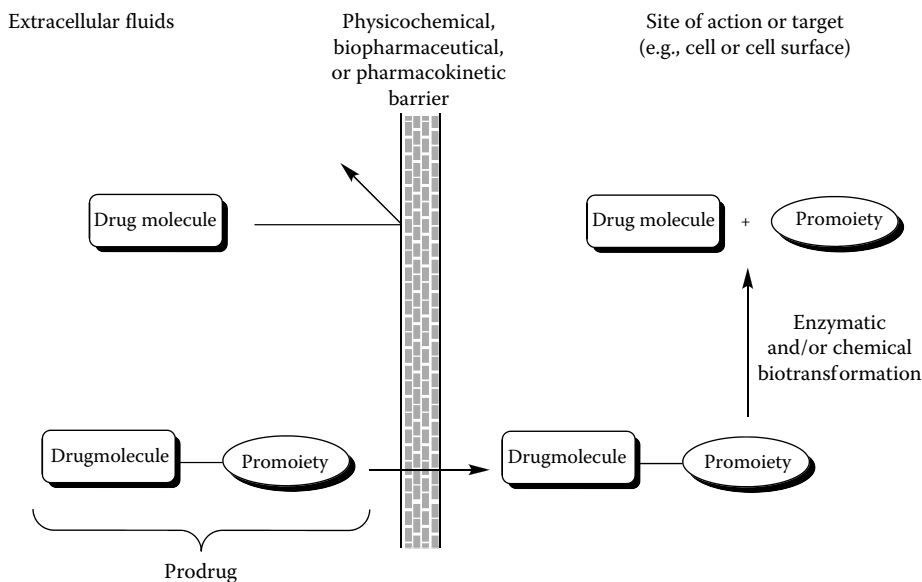 Extracellular fluids
Physicochemical,
biopharmaceutical,
or pharmacokinetic
barrier
Site of action or target
(e.g., cell or cell surface)
Drug molecule
Drug molecule
+
Promoiety
Enzymatic
and/or chemical
biotransformation
Drugmolecule
Promoiety
Drugmolecule
Promoiety
Prodrug